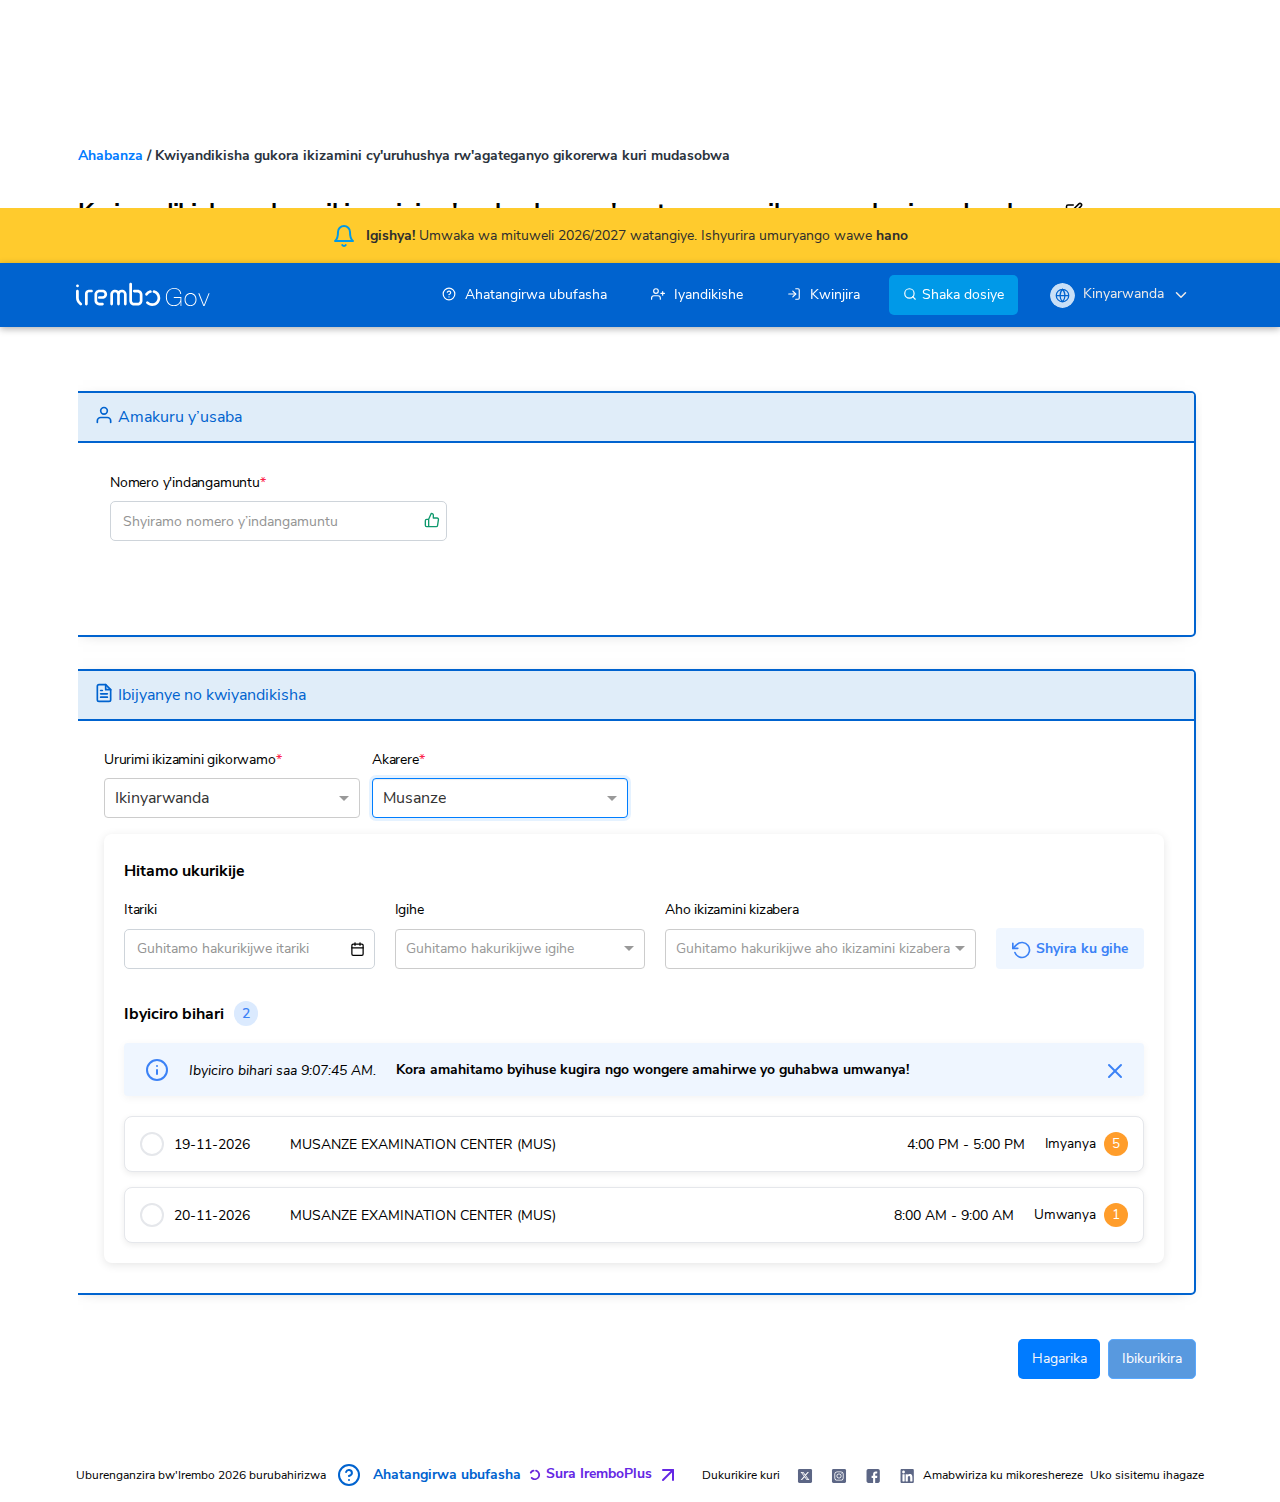 Ahabanza / Kwiyandikisha gukora ikizamini cy'uruhushya rw'agateganyo gikorerwa kuri mudasobwa
Igishya! Umwaka wa mituweli 2026/2027 watangiye. Ishyurira umuryango wawe hano
irembo Gov
Ahatangirwa ubufasha
Iyandikishe
Kwinjira
Shaka dosiye
Kinyarwanda
Amakuru y’usaba
Nomero y'indangamuntu*
Shyiramo nomero y’indangamuntu
Ibijyanye no kwiyandikisha
Ururimi ikizamini gikorwamo* Akarere*
Ikinyarwanda Musanze
Hitamo ukurikije
Itariki Igihe Aho ikizamini kizabera
Guhitamo hakurikijwe itariki Guhitamo hakurikijwe igihe Guhitamo hakurikijwe aho ikizamini kizabera Shyira ku gihe
Ibyiciro bihari 2
Ibyiciro bihari saa 9:07:45 AM. Kora amahitamo byihuse kugira ngo wongere amahirwe yo guhabwa umwanya!
19-11-2026 MUSANZE EXAMINATION CENTER (MUS) 4:00 PM - 5:00 PM Imyanya 5
20-11-2026 MUSANZE EXAMINATION CENTER (MUS) 8:00 AM - 9:00 AM Umwanya 1
Hagarika Ibikurikira
Uburenganzira bw'Irembo 2026 burubahirizwa Ahatangirwa ubufasha Sura IremboPlus Dukurikire kuri Amabwiriza ku mikoreshereze Uko sisitemu ihagaze